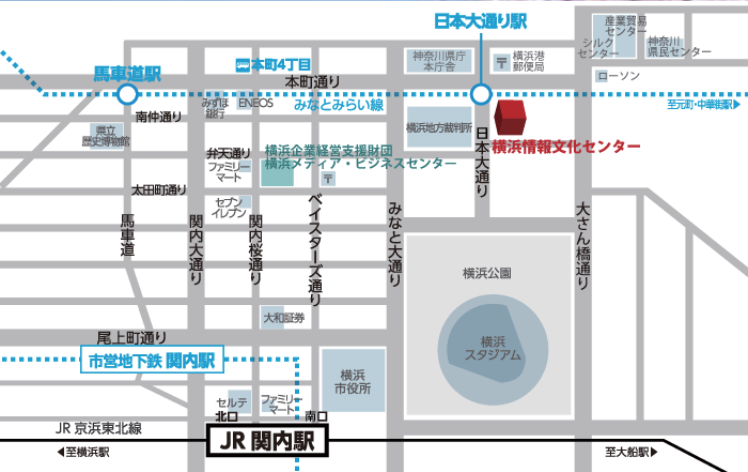 日本大通り駅
産業貿易
センター
シルク
センター
神奈川
県民センター
神奈川県庁
本庁舎
〒
横浜港
郵便局
ローソン
本町4丁目
馬車道駅
本町通り
みずほ
銀行
ENEOS
みなとみらい線
至元町・中華街駅▶
南仲通り
県立
歴史博物館
横浜地方裁判所
日本大通り
横浜情報文化センター
弁天通り
ファミリー
マート
横浜企業経営支援財団
横浜メディア・ビジネスセンター
〒
太田町通り
セブン
イレブン
馬車道
関内大通り
関内桜通り
ベイスターズ通り
みなと大通り
大さん橋通り
横浜公園
大和証券
横浜
スタジアム
尾上町通り
市営地下鉄 関内駅
横浜
市役所
セルテ
ファミリー
マート
北口
南口
JR 京浜東北線
JR 関内駅
◀至横浜駅
至大船駅▶